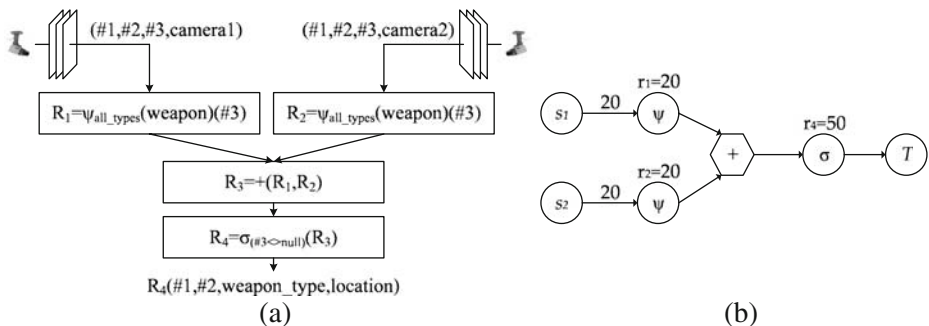 (#1,#2,#3,camera1)
(#1,#2,#3,camera2)
R₁=ψall_types(weapon)(#3)
R₂=ψall_types(weapon)(#3)
R₃=+(R₁,R₂)
R₄=σ(#3<>null)(R₃)
R₄(#1,#2,weapon_type,location)
(a)
r₁=20
s₁ 20 ψ
r₄=50
+ σ T
r₂=20
s₂ 20 ψ
(b)